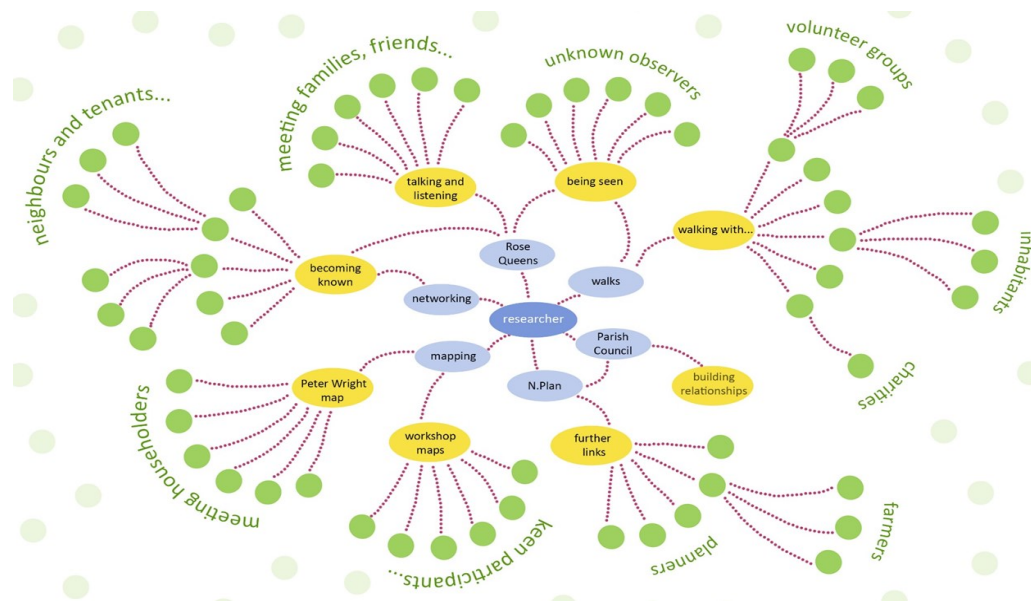 neighbours and tenants...
meeting families, friends...
unknown observers
volunteer groups
talking and
listening
being seen
walking with...
inhabitants
Rose
Queens
becoming
known
networking
walks
researcher
Parish
Council
mapping
N.Plan
building
relationships
Peter Wright
map
meeting householders
workshop
maps
further
links
charities
keen participants...
planners
farmers